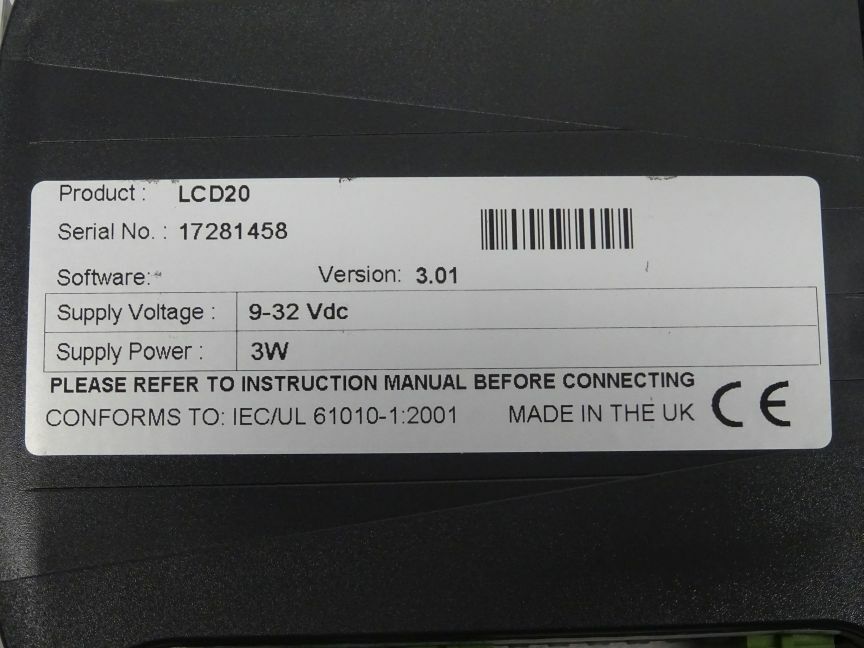 Product : LCD20
Serial No. : 17281458
Software: Version: 3.01
Supply Voltage : 9-32 Vdc
Supply Power : 3W
PLEASE REFER TO INSTRUCTION MANUAL BEFORE CONNECTING
CONFORMS TO: IEC/UL 61010-1:2001 MADE IN THE UK CE